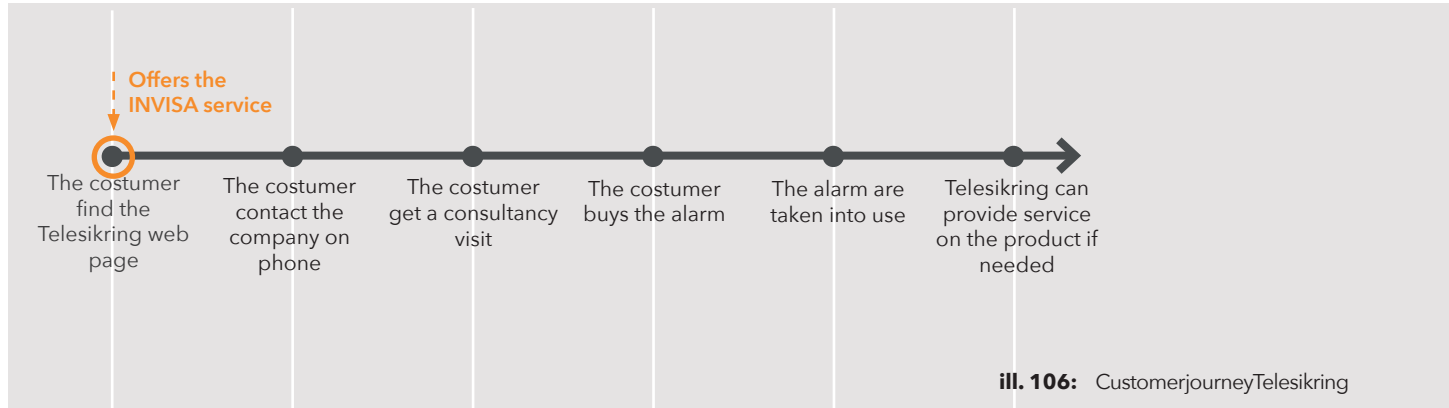 Offers the
INVISA service
The costumer
find the
Telesikring web
page
The costumer
contact the
company on
phone
The costumer
get a consultancy
visit
The costumer
buys the alarm
The alarm are
taken into use
Telesikring can
provide service
on the product if
needed
ill. 106: CustomerjourneyTelesikring